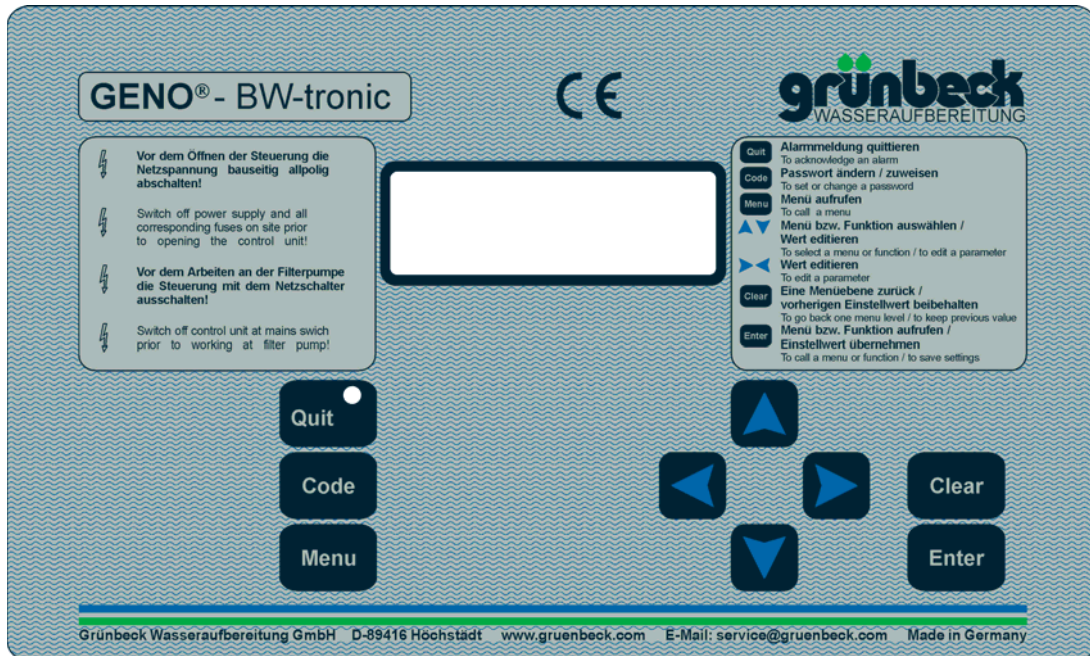 GENO® - BW-tronic
CE
grünbeck
WASSERAUFBEREITUNG
Vor dem Öffnen der Steuerung die
Netzspannung bauseitig allpolig
abschalten!
Switch off power supply and all
corresponding fuses on site prior
to opening the control unit!
Vor dem Arbeiten an der Filterpumpe
die Steuerung mit dem Netzschalter
ausschalten!
Switch off control unit at mains swich
prior to working at filter pump!
Quit Alarmmeldung quittieren
To acknowledge an alarm
Code Passwort ändern / zuweisen
To set or change a password
Menu Menü aufrufen
To call a menu
Menü bzw. Funktion auswählen /
Wert editieren
To select a menu or function / to edit a parameter
Wert editieren
To edit a parameter
Clear Eine Menüebene zurück /
vorherigen Einstellwert beibehalten
To go back one menu level / to keep previous value
Enter Menü bzw. Funktion aufrufen /
Einstellwert übernehmen
To call a menu or function / to save settings
Quit
Code
Menu
Clear
Enter
Grünbeck Wasseraufbereitung GmbH D-89416 Höchstädt www.gruenbeck.com E-Mail: service@gruenbeck.com Made in Germany